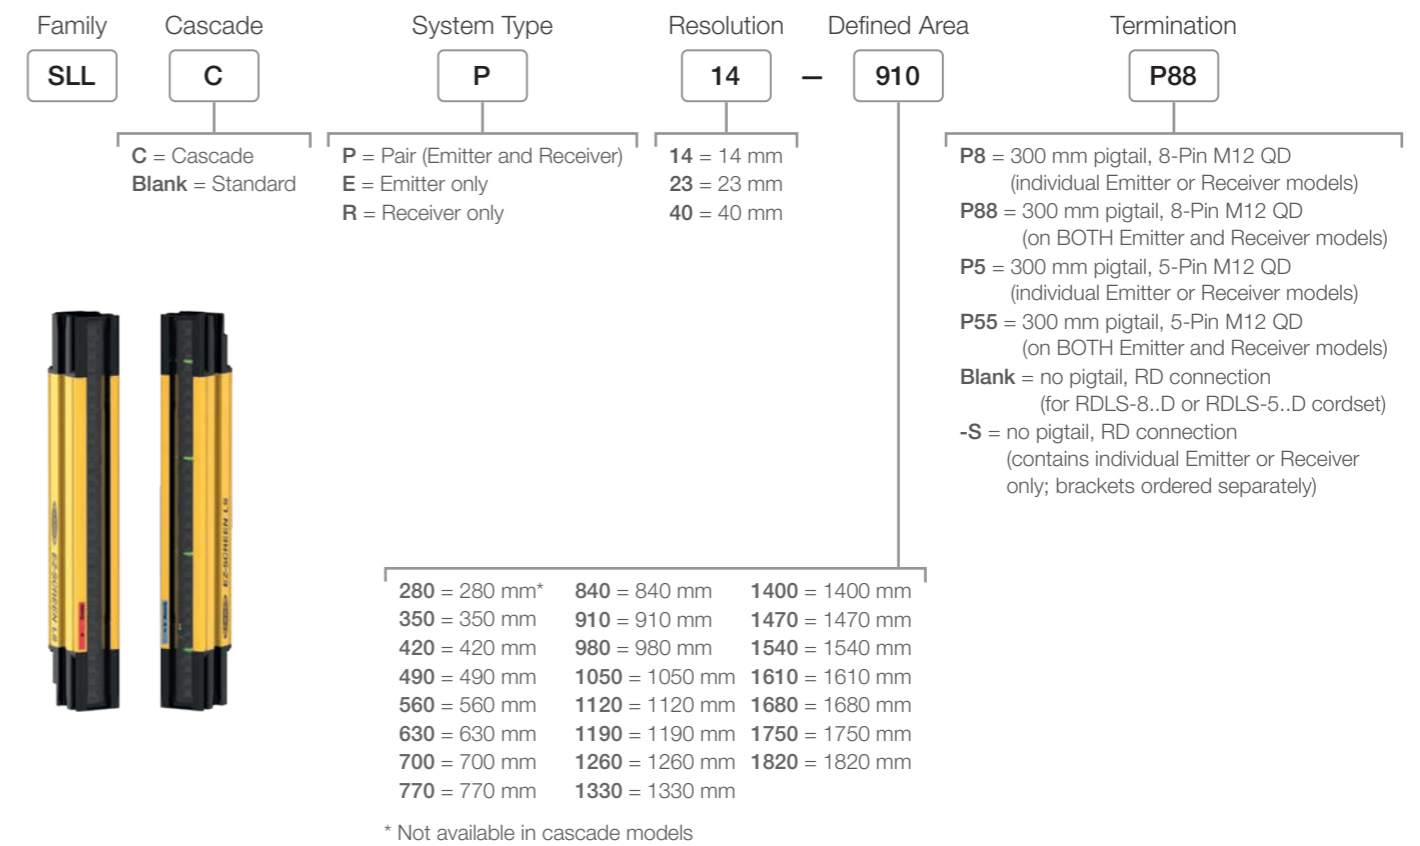 Family Cascade System Type Resolution Defined Area Termination
SLL C P 14 – 910 P88
C = Cascade
Blank = Standard
P = Pair (Emitter and Receiver)
E = Emitter only
R = Receiver only
14 = 14 mm
23 = 23 mm
40 = 40 mm
P8 = 300 mm pigtail, 8-Pin M12 QD
(individual Emitter or Receiver models)
P88 = 300 mm pigtail, 8-Pin M12 QD
(on BOTH Emitter and Receiver models)
P5 = 300 mm pigtail, 5-Pin M12 QD
(individual Emitter or Receiver models)
P55 = 300 mm pigtail, 5-Pin M12 QD
(on BOTH Emitter and Receiver models)
Blank = no pigtail, RD connection
(for RDLS-8..D or RDLS-5..D cordset)
-S = no pigtail, RD connection
(contains individual Emitter or Receiver
only; brackets ordered separately)
EZ-SCREEN LS
EZ-SCREEN LS
280 = 280 mm* 840 = 840 mm 1400 = 1400 mm
350 = 350 mm 910 = 910 mm 1470 = 1470 mm
420 = 420 mm 980 = 980 mm 1540 = 1540 mm
490 = 490 mm 1050 = 1050 mm 1610 = 1610 mm
560 = 560 mm 1120 = 1120 mm 1680 = 1680 mm
630 = 630 mm 1190 = 1190 mm 1750 = 1750 mm
700 = 700 mm 1260 = 1260 mm 1820 = 1820 mm
770 = 770 mm 1330 = 1330 mm
* Not available in cascade models